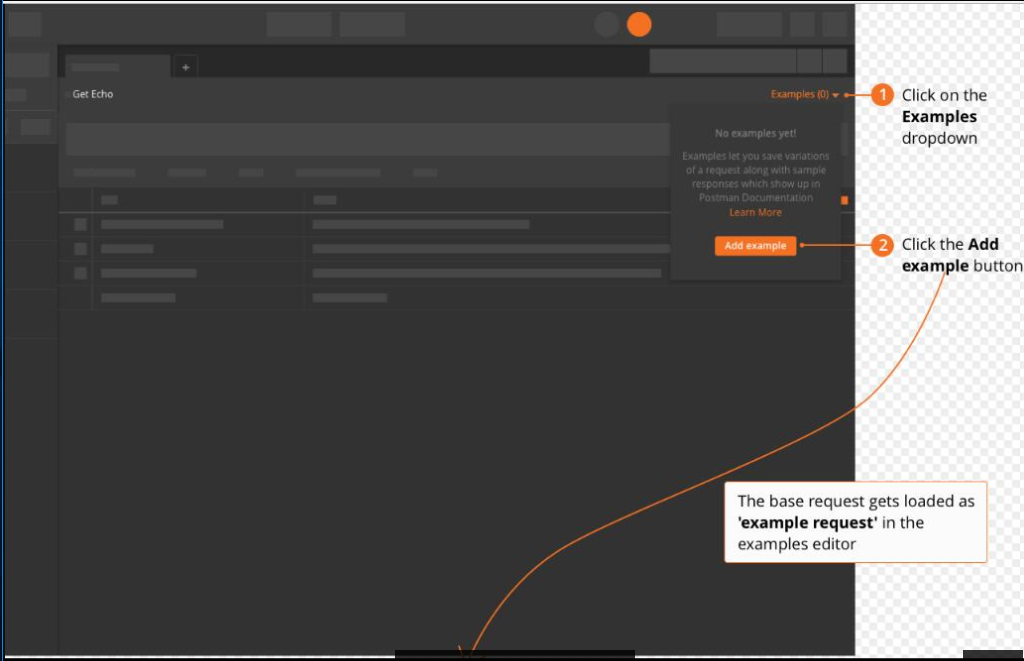 +
Get Echo
Examples (0)
1
Click on the
Examples
dropdown
No examples yet!
Examples let you save variations
of a request along with sample
responses which show up in
Postman Documentation
Learn More
Add example
2
Click the Add
example button
The base request gets loaded as
'example request' in the
examples editor